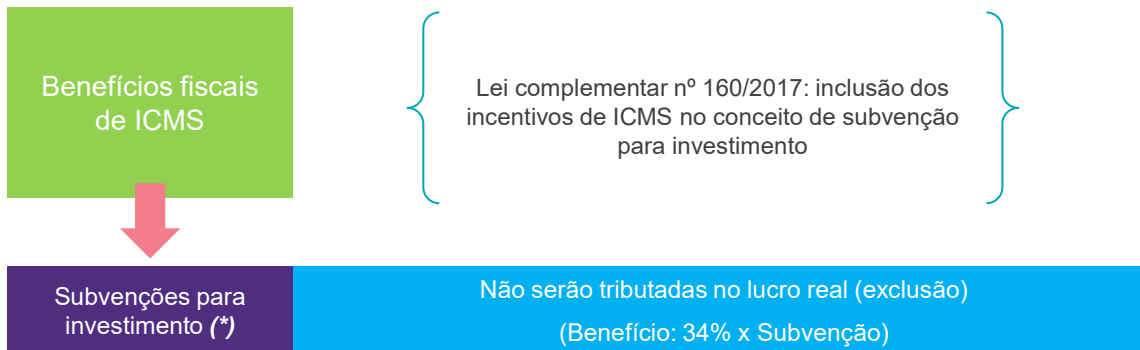 Benefícios fiscais
de ICMS
Lei complementar nº 160/2017: inclusão dos
incentivos de ICMS no conceito de subvenção
para investimento
Subvenções para
investimento (*)
Não serão tributadas no lucro real (exclusão)
(Benefício: 34% x Subvenção)